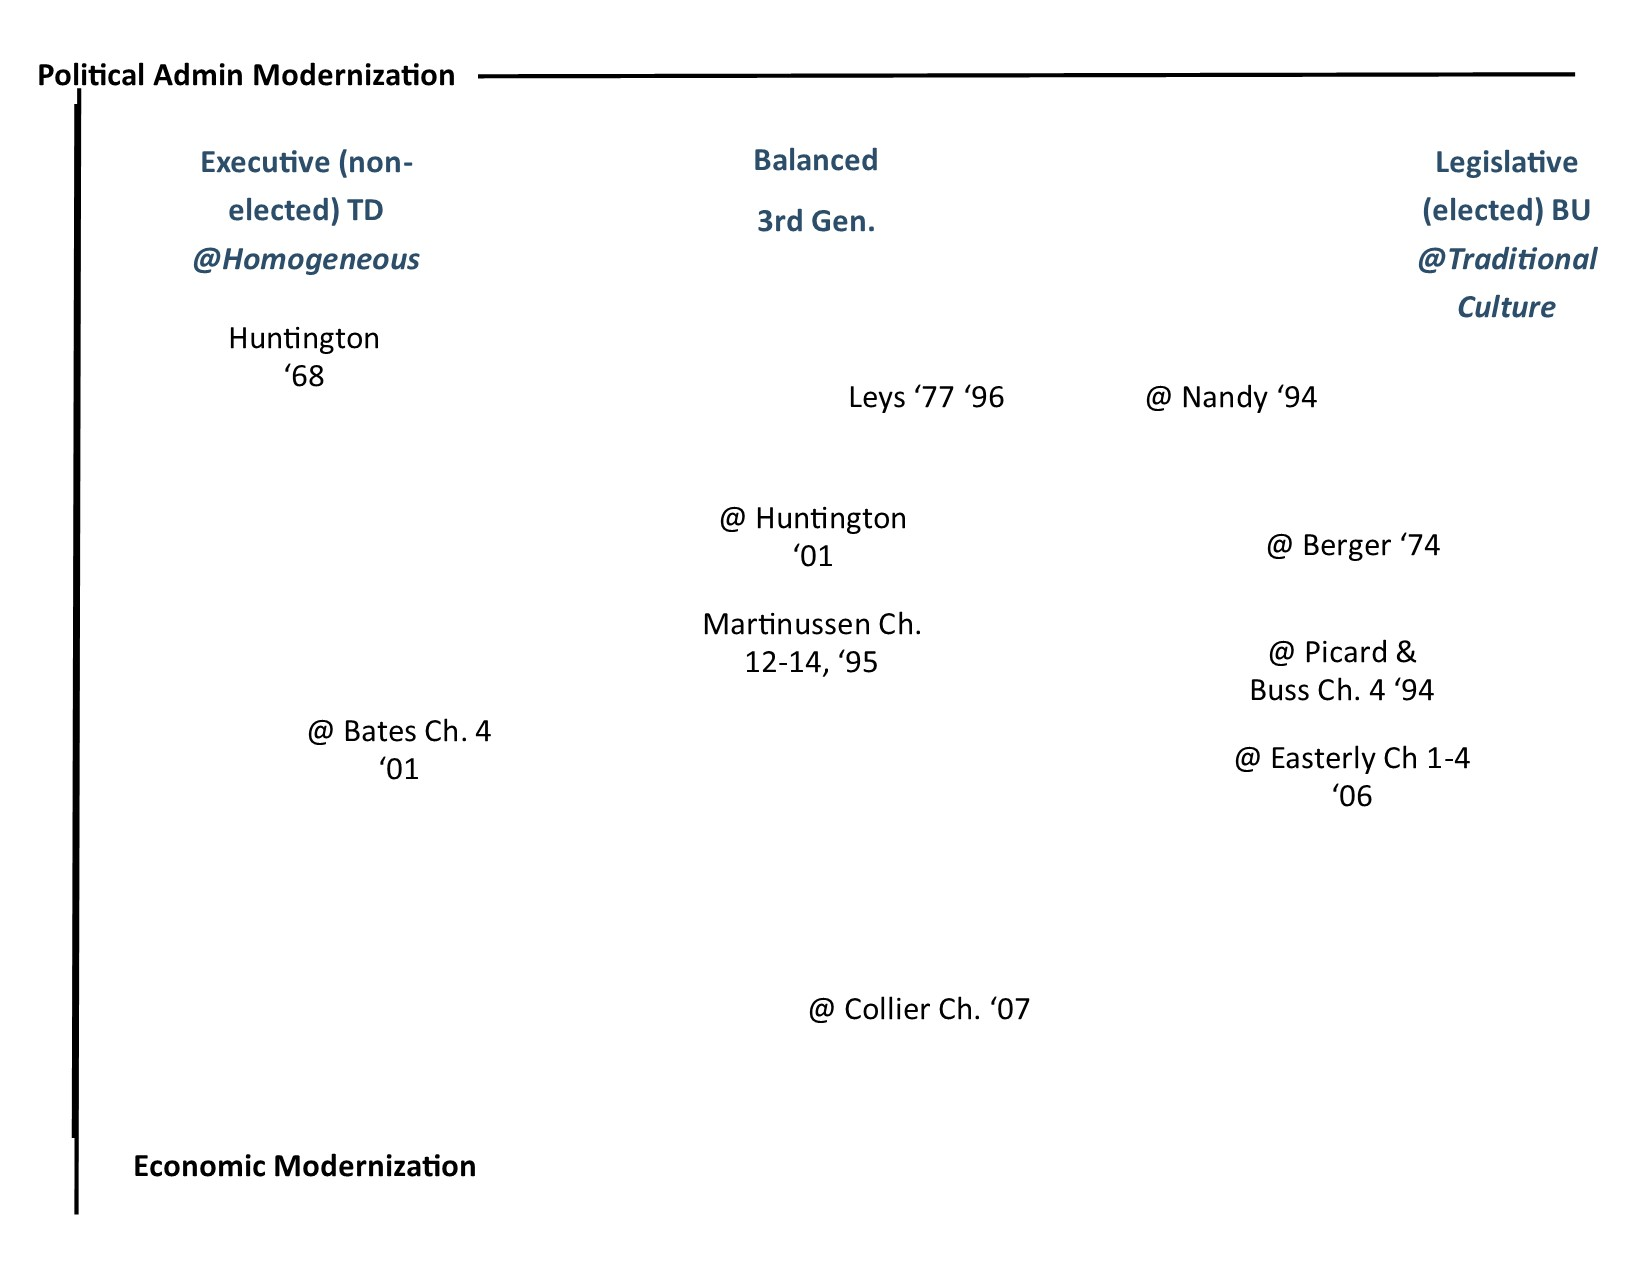 Political Admin Modernization
Executive (non-
elected) TD
@Homogeneous
Balanced
3rd Gen.
Legislative
(elected) BU
@Traditional
Culture
Huntington
‘68
Leys ‘77 ‘96
@ Nandy ‘94
@ Huntington
‘01
@ Berger ‘74
Martinussen Ch.
12-14, ‘95
@ Picard &
Buss Ch. 4 ‘94
@ Bates Ch. 4
‘01
@ Easterly Ch 1-4
‘06
@ Collier Ch. ‘07
Economic Modernization